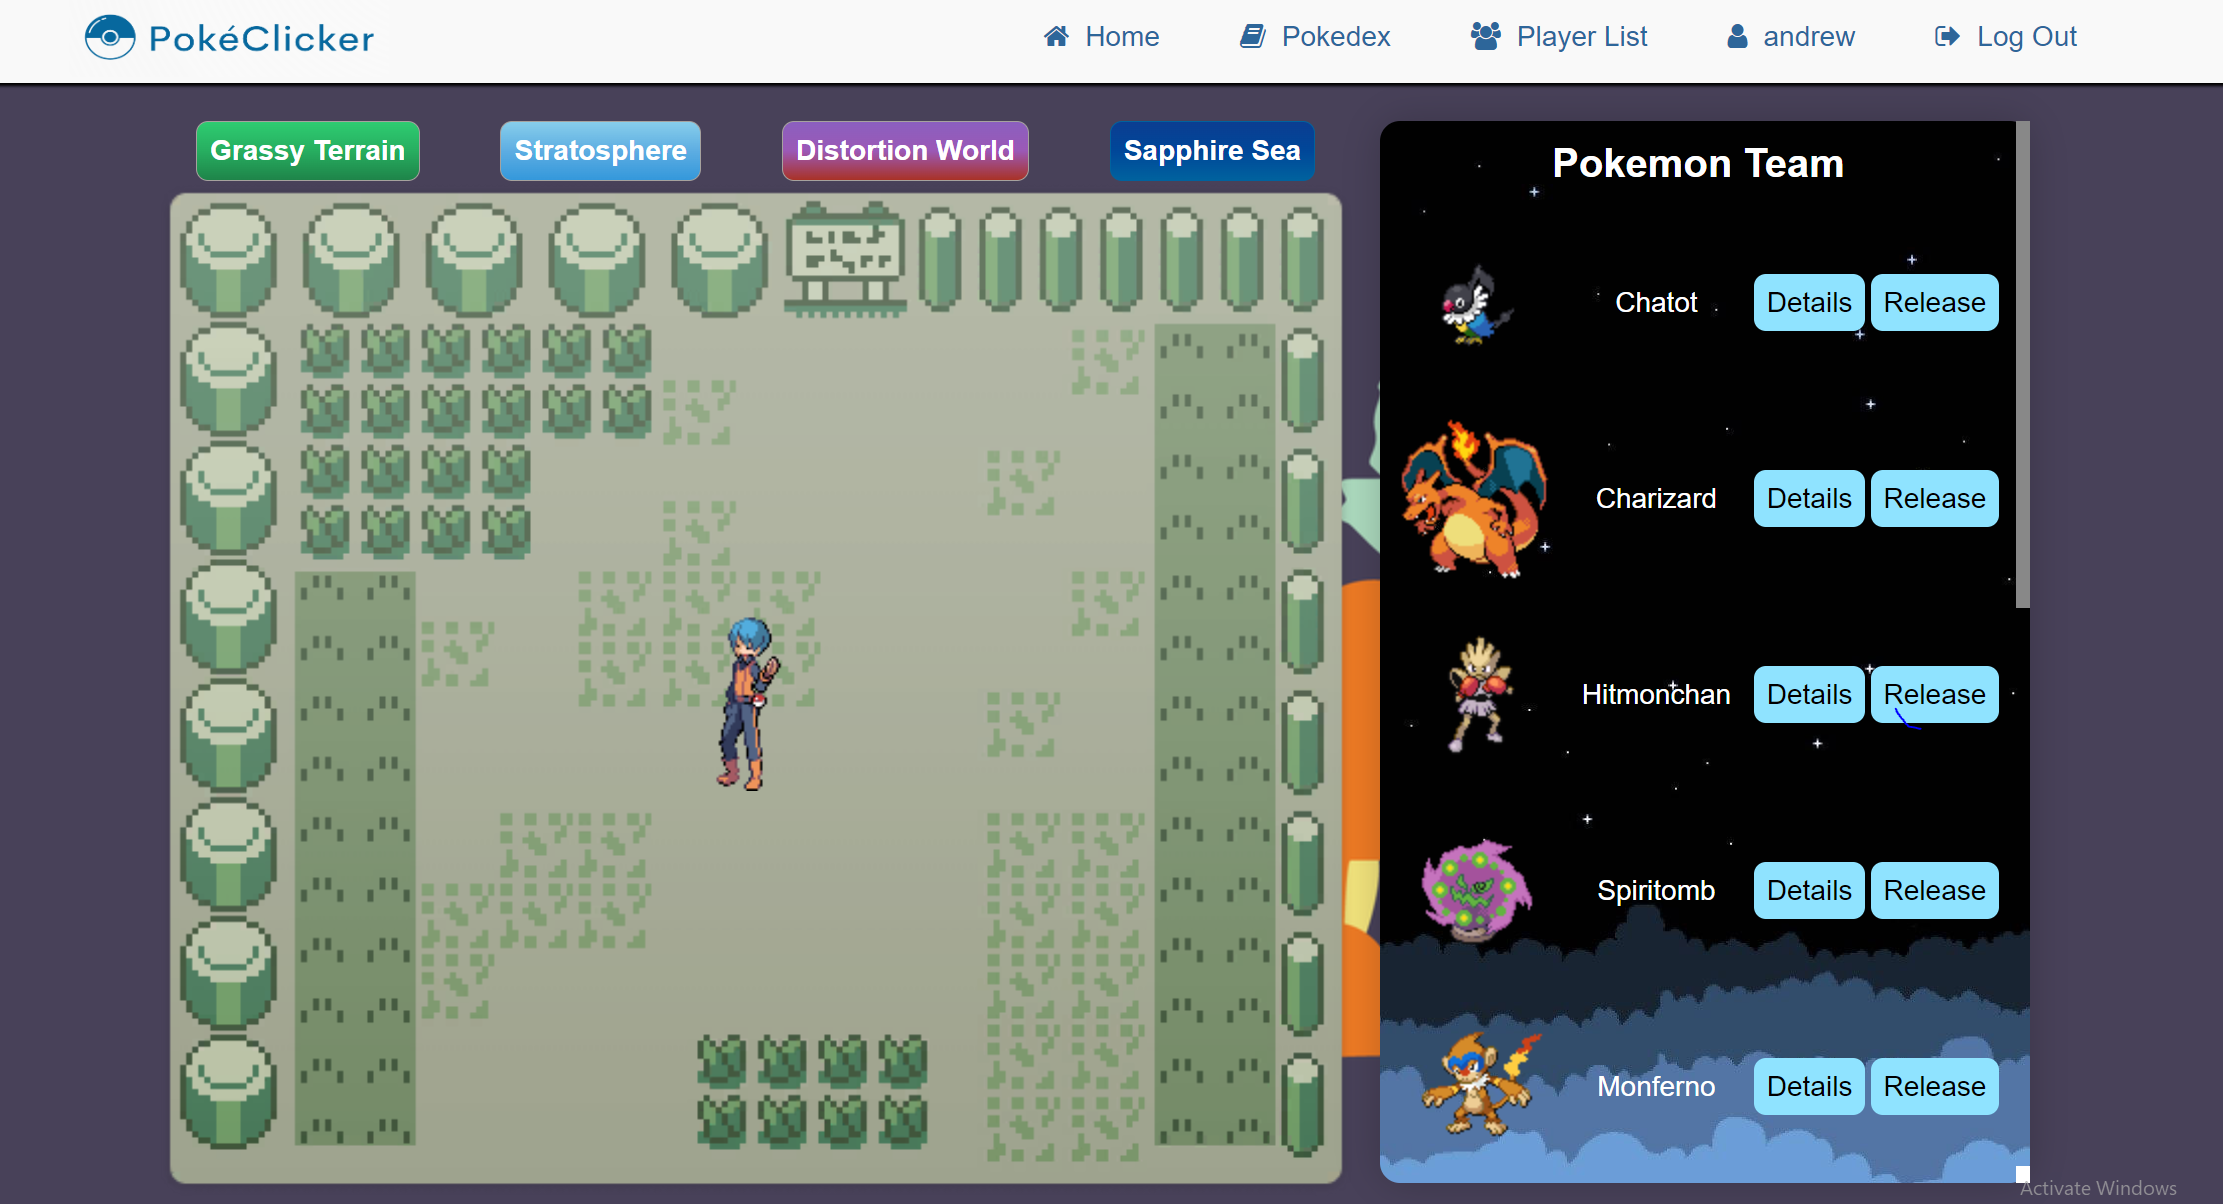 PokéClicker
Home
Pokedex
Player List
andrew
Log Out
Grassy Terrain
Stratosphere
Distortion World
Sapphire Sea
Pokemon Team
Chatot
Details
Release
Charizard
Details
Release
Hitmonchan
Details
Release
Spiritomb
Details
Release
Monferno
Details
Release
Activate Windows